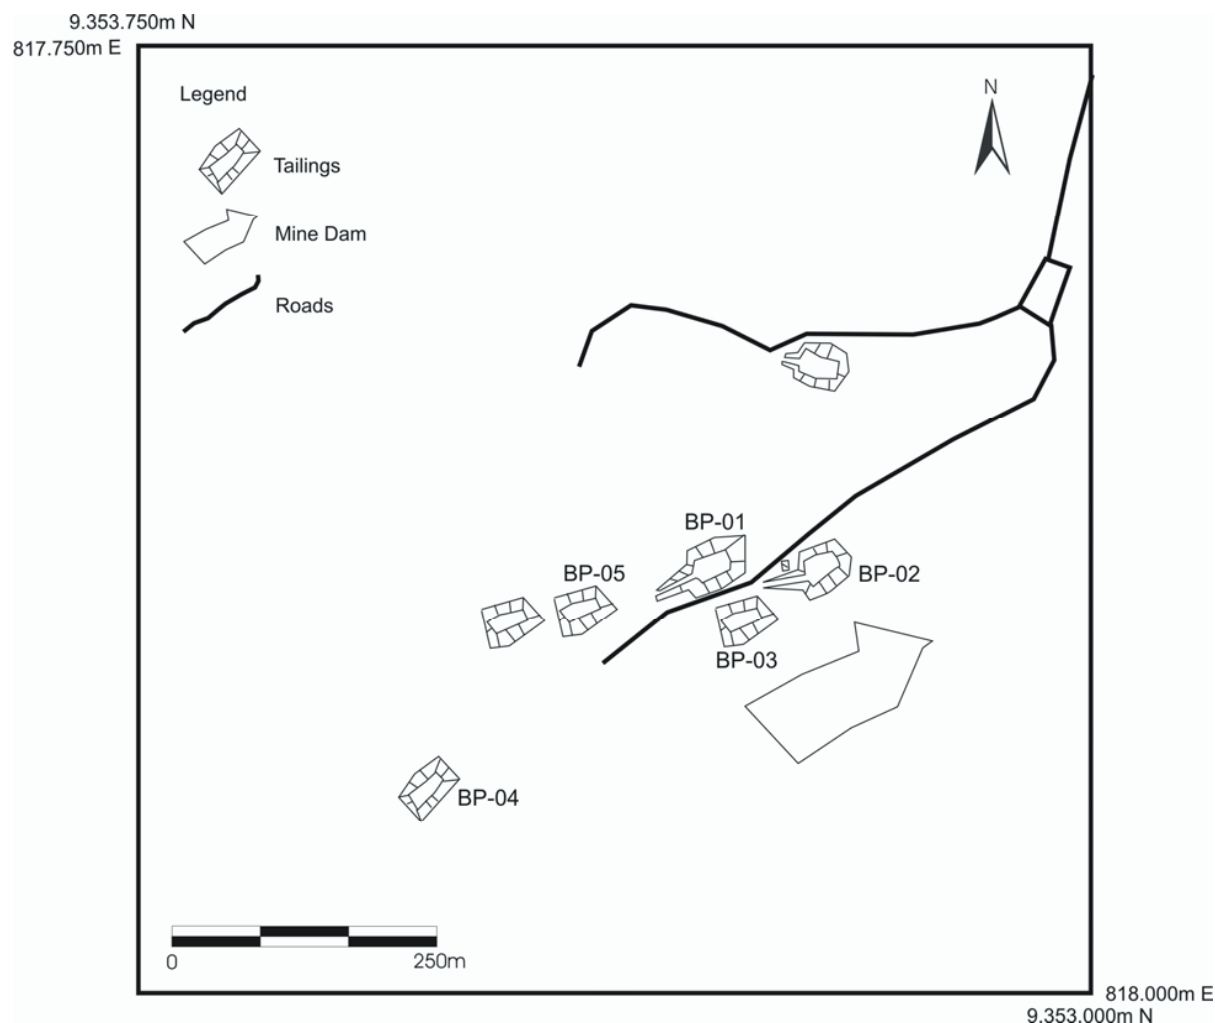 9.353.750m N
817.750m E
Legend
N
Tailings
Mine Dam
Roads
BP-01
BP-05
BP-02
BP-03
BP-04
0
250m
818.000m E
9.353.000m N